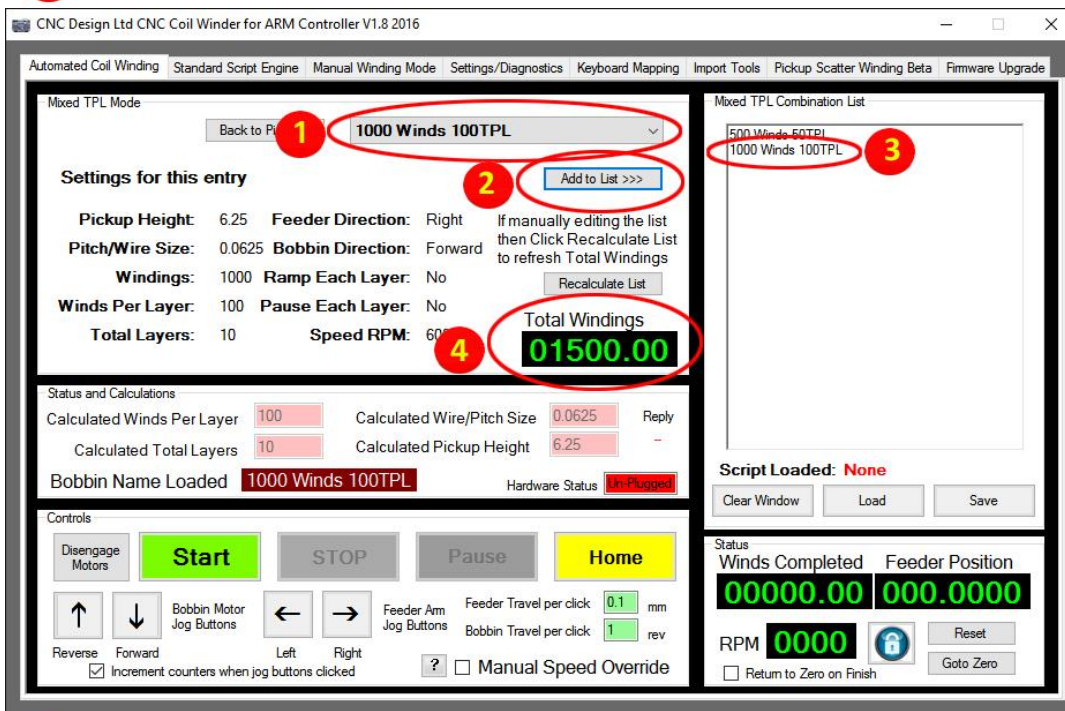 CNC Design Ltd CNC Coil Winder for ARM Controller V1.8 2016
Automated Coil Winding Standard Script Engine Manual Winding Mode Settings/Diagnostics Keyboard Mapping Import Tools Pickup Scatter Winding Beta Firmware Upgrade
Mixed TPL Mode
Back to
1
1000 Winds 100TPL
Settings for this entry
2
Add to List >>>
Pickup Height: 6.25 Feeder Direction: Right
Pitch/Wire Size: 0.0625 Bobbin Direction: Forward
Windings: 1000 Ramp Each Layer: No
Winds Per Layer: 100 Pause Each Layer: No
Total Layers: 10 Speed RPM:
If manually editing the list
then Click Recalculate List
to refresh Total Windings
Recalculate List
Total Windings
4
01500.00
Mixed TPL Combination List
500 Winds 50TPL
1000 Winds 100TPL
3
Script Loaded: None
Clear Window Load Save
Status and Calculations
Calculated Winds Per Layer 100 Calculated Wire/Pitch Size 0.0625 Reply
Calculated Total Layers 10 Calculated Pickup Height 6.25 -
Bobbin Name Loaded 1000 Winds 100TPL Hardware Status Un-Plugged
Controls
Disengage
Motors
Start STOP Pause Home
↑ ↓ Bobbin Motor
Jog Buttons
← → Feeder Arm
Jog Buttons
Reverse Forward Left Right
Feeder Travel per click 0.1 mm
Bobbin Travel per click 1 rev
Increment counters when jog buttons clicked
? Manual Speed Override
Status
Winds Completed Feeder Position
00000.00 000.0000
RPM 0000
Reset
Goto Zero
Return to Zero on Finish